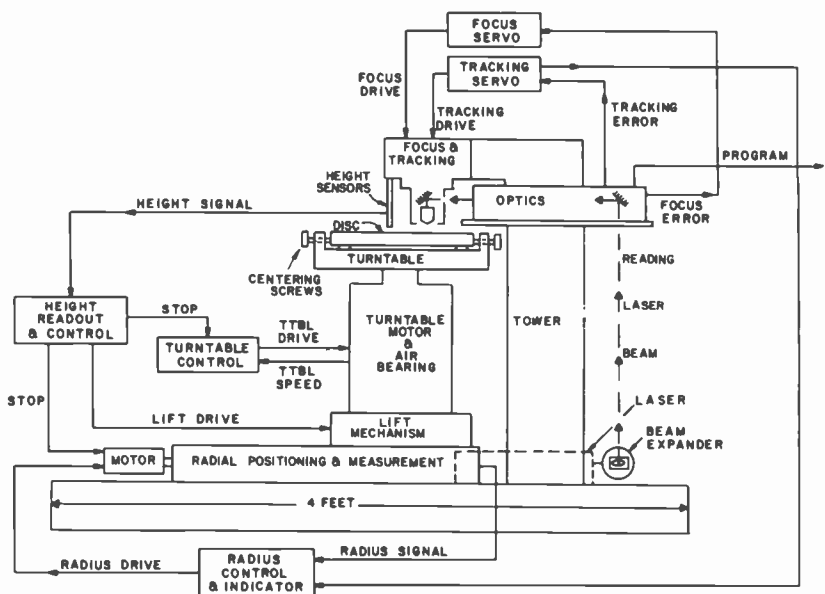 FOCUS
SERVO
TRACKING
SERVO
FOCUS
DRIVE
TRACKING
DRIVE
TRACKING
ERROR
PROGRAM
FOCUS &
TRACKING
HEIGHT
SENSORS
OPTICS
FOCUS
ERROR
HEIGHT SIGNAL
DISC
TURNTABLE
CENTERING
SCREWS
READING
HEIGHT
READOUT
& CONTROL
STOP
TURNTABLE
CONTROL
TTBL
DRIVE
TTBL
SPEED
TURNTABLE
MOTOR
&
AIR
BEARING
TOWER
LASER
BEAM
STOP
LIFT DRIVE
LIFT
MECHANISM
LASER
BEAM
EXPANDER
MOTOR
RADIAL POSITIONING & MEASUREMENT
4 FEET
RADIUS DRIVE
RADIUS
CONTROL
& INDICATOR
RADIUS SIGNAL